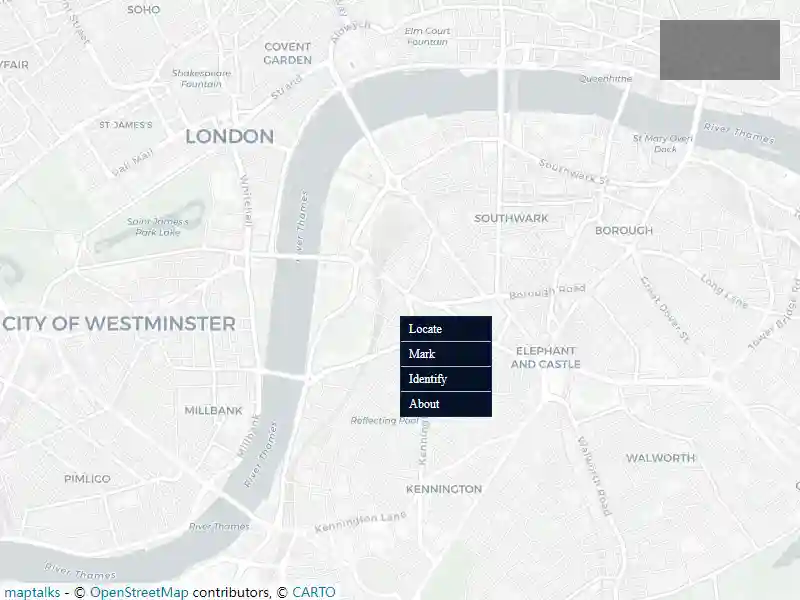 SOHO
Aldwych
Elm Court
Fountain
COVENT
GARDEN
Shakespeare
Fountain
Queenhithe
Strand
ST JAMES'S
LONDON
River Thames
St Mary Overi
Dock
Pall Mall
Southwark St
Whitehall
River Thames
Saint James's
Park Lake
SOUTHWARK
BOROUGH
Long Lane
Borough Road
Great Dover St
Tower Bridge Rd
CITY OF WESTMINSTER
Locate
Mark
Identify
About
ELEPHANT
AND CASTLE
MILLBANK
Reflecting Pool
Millbank
River Thames
Kenning
WALWORTH
Walworth Road
PIMLICO
KENNINGTON
River Thames
Kennington Lane
River Thames
maptalks - © OpenStreetMap contributors, © CARTO